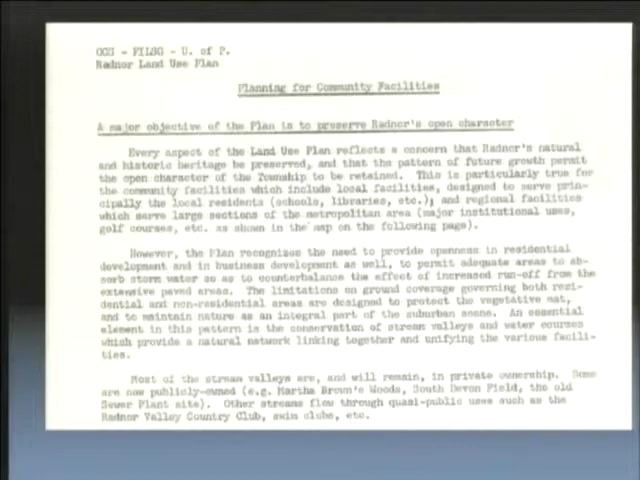 OGU - FILSG - U. of P.
Radnor Land Use Plan
Planning for Community Facilities
A major objective of the Plan is to preserve Radnor's open character
Every aspect of the Land Use Plan reflects a concern that Radnor's natural
and historic heritage be preserved, and that the pattern of future growth permit
the open character of the Township to be retained. This is particularly true for
the community facilities which include local facilities, designed to serve prin-
cipally the local residents (schools, libraries, etc.); and regional facilities
which serve large sections of the metropolitan area (major institutional uses,
golf courses, etc. as shown in the map on the following page).
However, the Plan recognizes the need to provide openness in residential
development and in business development as well, to permit adequate areas to ab-
sorb storm water so as to counterbalance the effect of increased run-off from the
extensive paved areas. The limitations on ground coverage governing both resi-
dential and non-residential areas are designed to protect the vegetative mat,
and to maintain nature as an integral part of the suburban scene. An essential
element in this pattern is the conservation of stream valleys and water courses
which provide a natural network linking together and unifying the various facili-
ties.
Most of the stream valleys are, and will remain, in private ownership. Some
are now publicly-owned (e.g. Martha Brown's Woods, South Devon Field, the old
Sewer Plant site). Other streams flow through quasi-public uses such as the
Radnor Valley Country Club, swim clubs, etc.